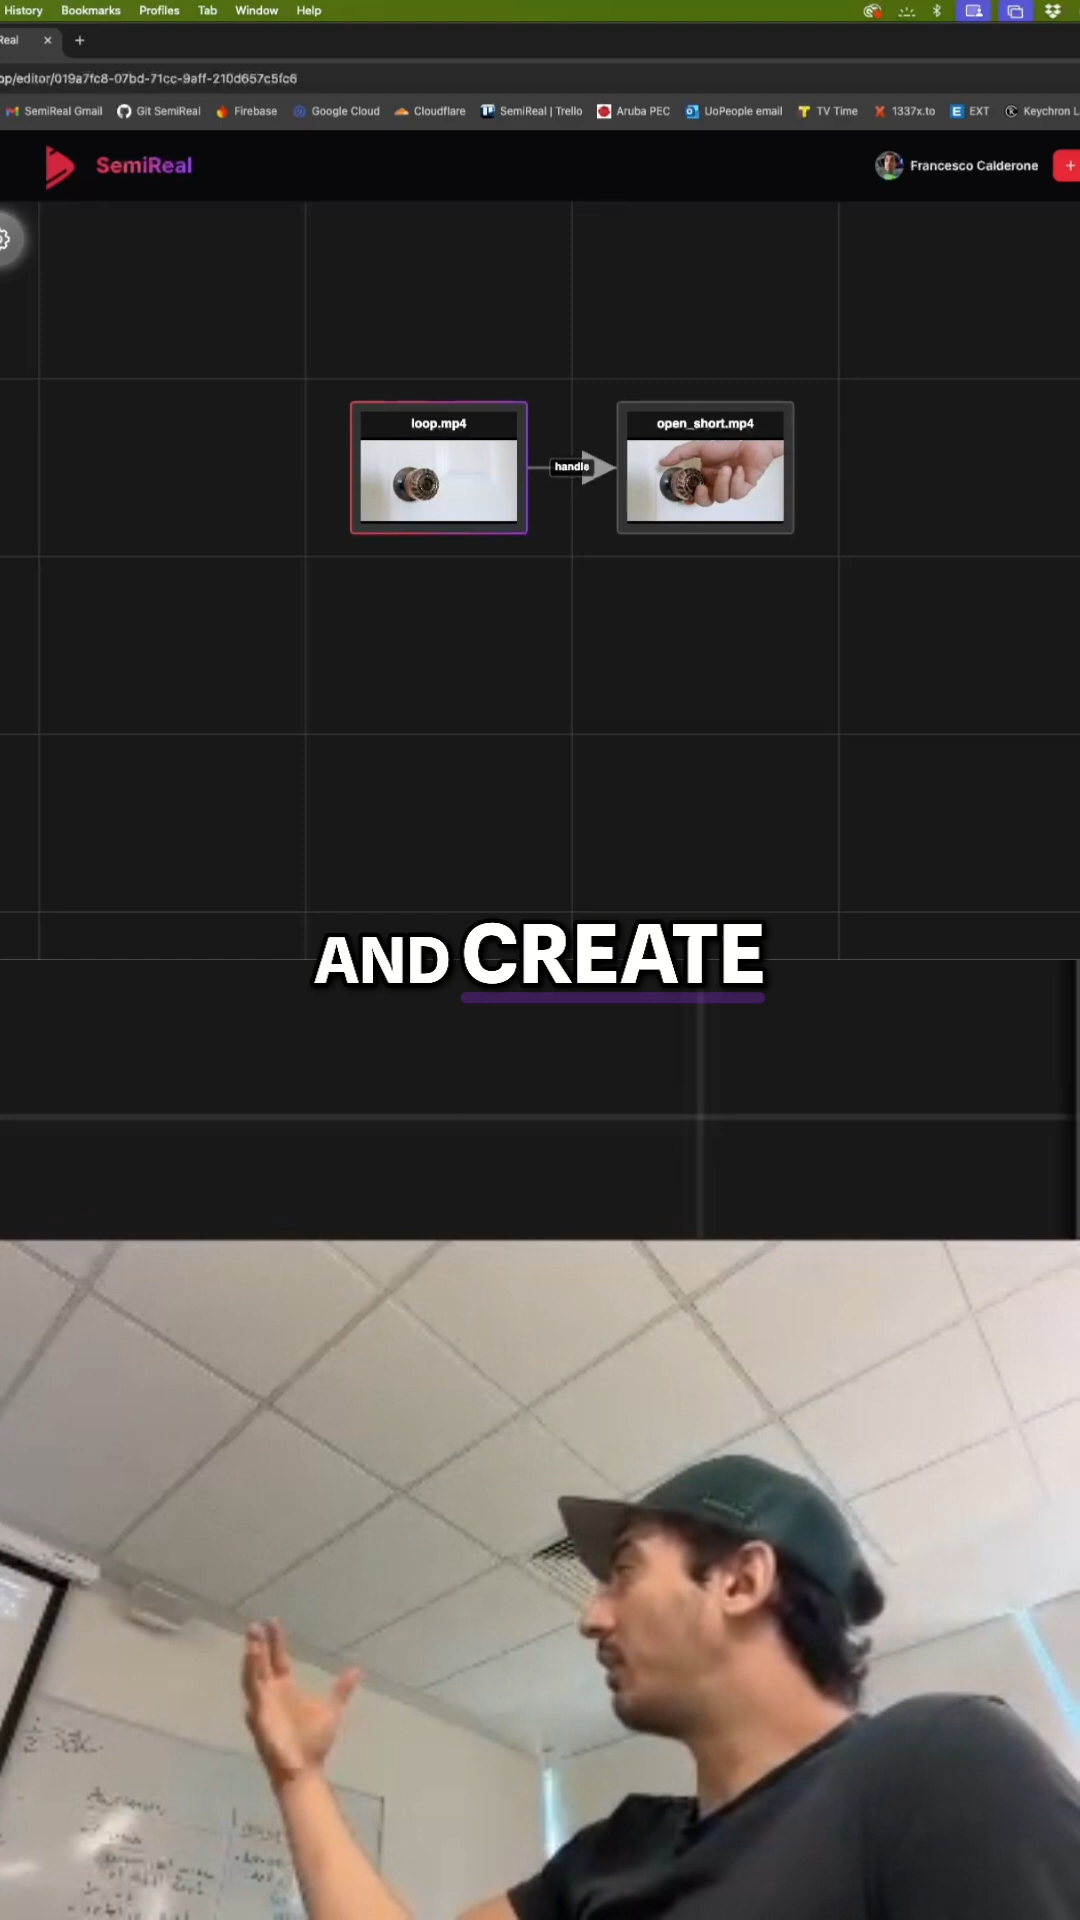 History Bookmarks Profiles Tab Window Help
Real
pp/editor/019a7fc8-07bd-71cc-9aff-210d657c5fc6
SemiReal Gmail Git SemiReal Firebase Google Cloud Cloudflare SemiReal | Trello Aruba PEC UoPeople email TV Time 1337x.to EXT Keychron L
SemiReal
Francesco Calderone
loop.mp4
open_short.mp4
handle
AND CREATE